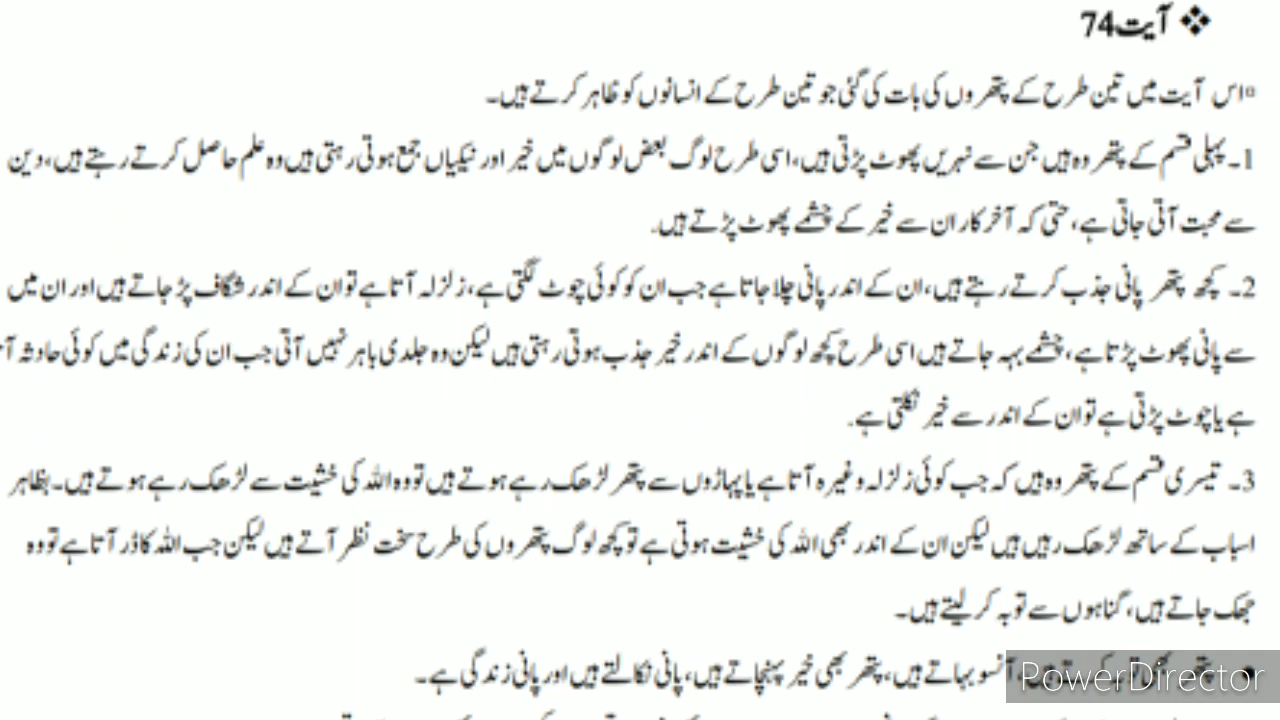 ❖ آیت74
▫اس آیت میں تین طرح کے پتھروں کی بات کی گئی جو تین طرح کے انسانوں کو ظاہر کرتے ہیں۔
1۔ پہلی قسم کے پتھر وہ ہیں جن سے نہریں پھوٹ پڑتی ہیں، اسی طرح لوگ بعض لوگوں میں خیر اور نیکیاں جمع ہوتی رہتی ہیں وہ علم حاصل کرتے رہتے ہیں، دین
سے محبت آتی جاتی ہے، حتیٰ کہ آخر کار ان سے خیر کے چشمے پھوٹ پڑتے ہیں.
2۔ کچھ پتھر پانی جذب کرتے رہتے ہیں، ان کے اندر پانی چلا جاتا ہے جب ان کو کوئی چوٹ لگتی ہے، زلزلہ آتا ہے تو ان کے اندر شگاف پڑ جاتے ہیں اور ان میں
سے پانی پھوٹ پڑتا ہے، چشمے بہہ جاتے ہیں اسی طرح کچھ لوگوں کے اندر خیر جذب ہوتی رہتی ہیں لیکن وہ جلدی باہر نہیں آتی جب ان کی زندگی میں کوئی حادثہ
ہے یا چوٹ پڑتی ہے تو ان کے اندر سے خیر نکلتی ہے.
3۔ تیسری قسم کے پتھر وہ ہیں کہ جب کوئی زلزلہ وغیرہ آتا ہے یا پہاڑوں سے پتھر لڑھک رہے ہوتے ہیں تو وہ اللہ کی خشیت سے لڑھک رہے ہوتے ہیں۔ بظاہر
اسباب کے ساتھ لڑھک رہیں ہیں لیکن ان کے اندر بھی اللہ کی خشیت ہوتی ہے تو کچھ لوگ پتھروں کی طرح سخت نظر آتے ہیں لیکن جب اللہ کا ڈر آتا ہے تو وہ
جھک جاتے ہیں، گناہوں سے توبہ کر لیتے ہیں۔
آنسو بہاتے ہیں، پتھر بھی خیر پہنچاتے ہیں، پانی نکالتے ہیں اور پانی زندگی ہے۔
PowerDirector